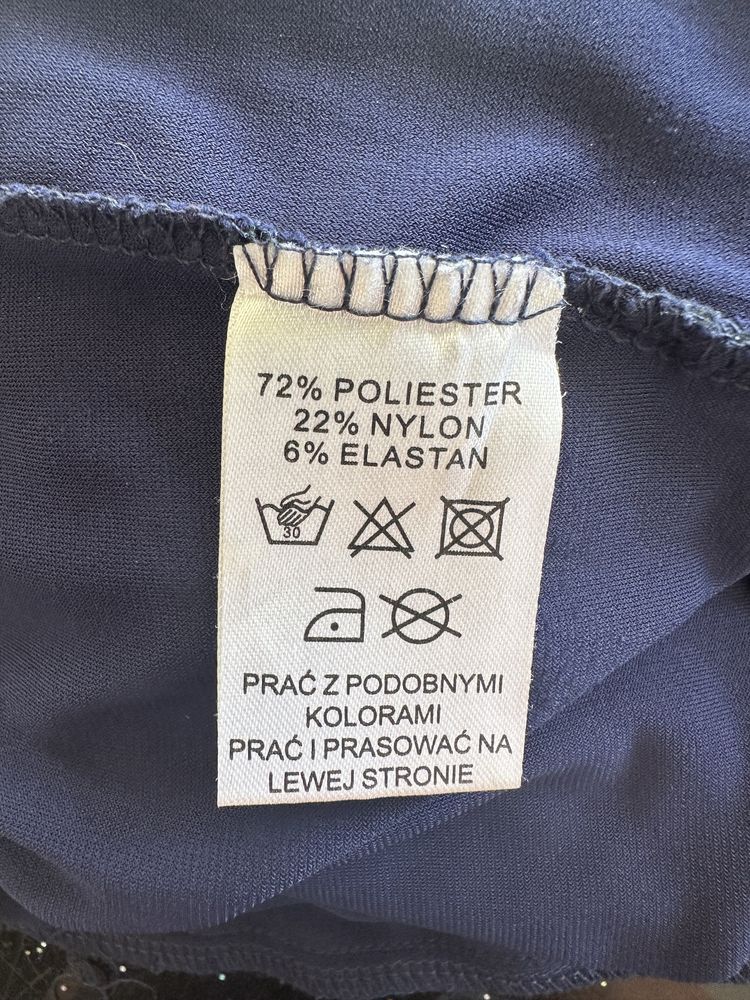 72% POLIESTER
22% NYLON
6% ELASTAN
30
PRAĆ Z PODOBNYMI
KOLORAMI
PRAĆ I PRASOWAĆ NA
LEWEJ STRONIE